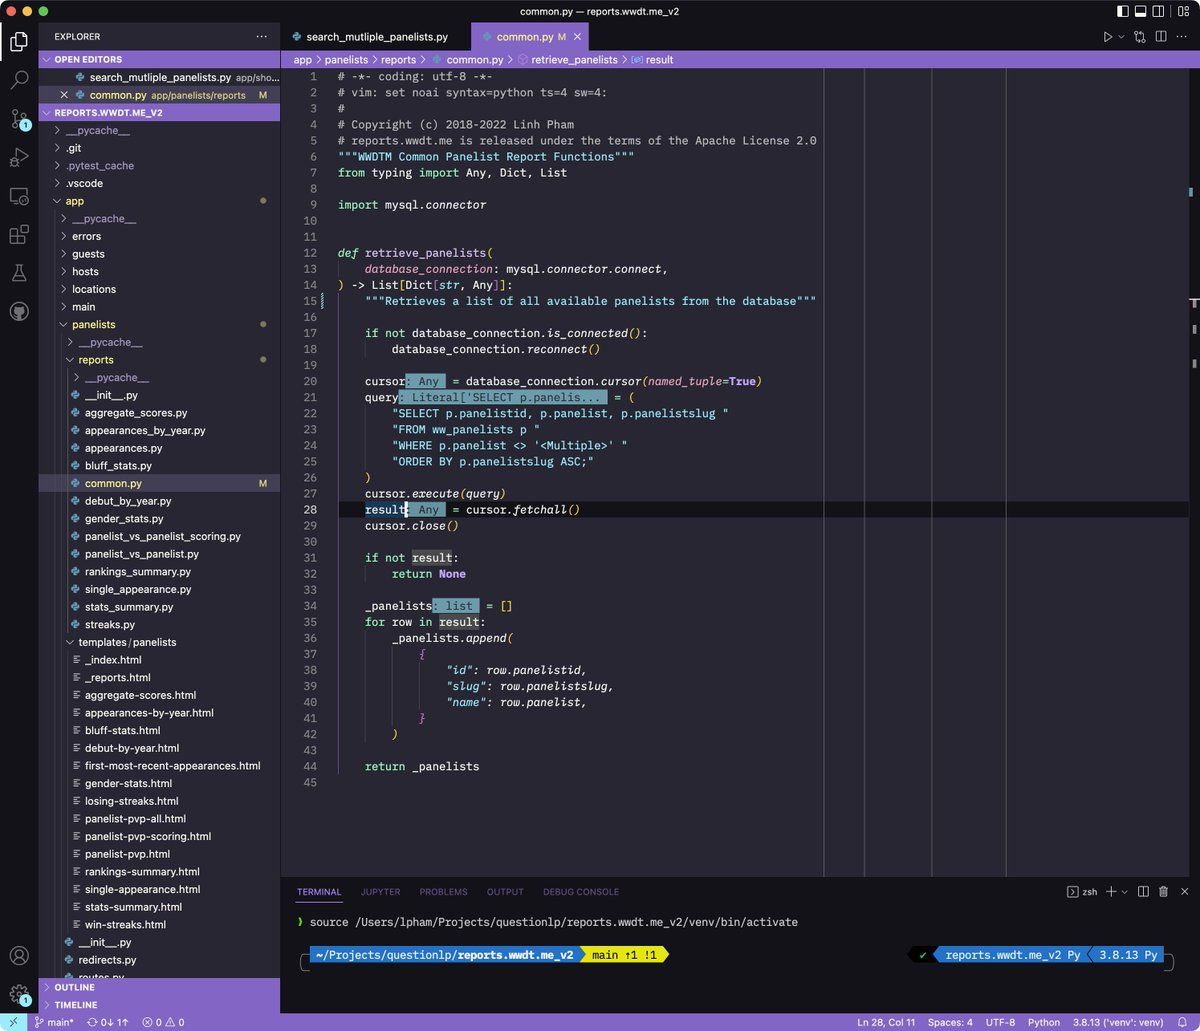 common.py — reports.wwdt.me_v2
EXPLORER
OPEN EDITORS
search_mutliple_panelists.py app/sho...
common.py app/panelists/reports M
REPORTS.WWDT.ME_V2
__pycache__
.git
.pytest_cache
.vscode
app
__pycache__
errors
guests
hosts
locations
main
panelists
__pycache__
reports
__pycache__
__init__.py
aggregate_scores.py
appearances_by_year.py
appearances.py
bluff_stats.py
common.py M
debut_by_year.py
gender_stats.py
panelist_vs_panelist_scoring.py
panelist_vs_panelist.py
rankings_summary.py
single_appearance.py
stats_summary.py
streaks.py
templates/panelists
_index.html
_reports.html
aggregate-scores.html
appearances-by-year.html
bluff-stats.html
debut-by-year.html
first-most-recent-appearances.html
gender-stats.html
losing-streaks.html
panelist-pvp-all.html
panelist-pvp-scoring.html
panelist-pvp.html
rankings-summary.html
single-appearance.html
stats-summary.html
win-streaks.html
__init__.py
redirects.py
routes.py
OUTLINE
TIMELINE
1
1
search_mutliple_panelists.py common.py M
app > panelists > reports > common.py > retrieve_panelists > result
1 # -*- coding: utf-8 -*-
2 # vim: set noai syntax=python ts=4 sw=4:
3 #
4 # Copyright (c) 2018-2022 Linh Pham
5 # reports.wwdt.me is released under the terms of the Apache License 2.0
6 """WWDTM Common Panelist Report Functions"""
7 from typing import Any, Dict, List
8
9 import mysql.connector
10
11
12 def retrieve_panelists(
13 database_connection: mysql.connector.connect,
14 ) -> List[Dict[str, Any]]:
15 """Retrieves a list of all available panelists from the database"""
16
17 if not database_connection.is_connected():
18 database_connection.reconnect()
19
20 cursor: Any = database_connection.cursor(named_tuple=True)
21 query: Literal['SELECT p.panelis... = (
22 "SELECT p.panelistid, p.panelist, p.panelistslug "
23 "FROM ww_panelists p "
24 "WHERE p.panelist <> '<Multiple>' "
25 "ORDER BY p.panelistslug ASC;"
26 )
27 cursor.execute(query)
28 result: Any = cursor.fetchall()
29 cursor.close()
30
31 if not result:
32 return None
33
34 _panelists: list = []
35 for row in result:
36 _panelists.append(
37 {
38 "id": row.panelistid,
39 "slug": row.panelistslug,
40 "name": row.panelist,
41 }
42 )
43
44 return _panelists
45
TERMINAL JUPYTER PROBLEMS OUTPUT DEBUG CONSOLE zsh
❯ source /Users/lpham/Projects/questionlp/reports.wwdt.me_v2/venv/bin/activate
~/Projects/questionlp/reports.wwdt.me_v2 main ↑1 !1 ✔ reports.wwdt.me_v2 Py 3.8.13 Py
main* 0↓ 1↑ 0 0 Ln 28, Col 11 Spaces: 4 UTF-8 Python 3.8.13 ('venv': venv)